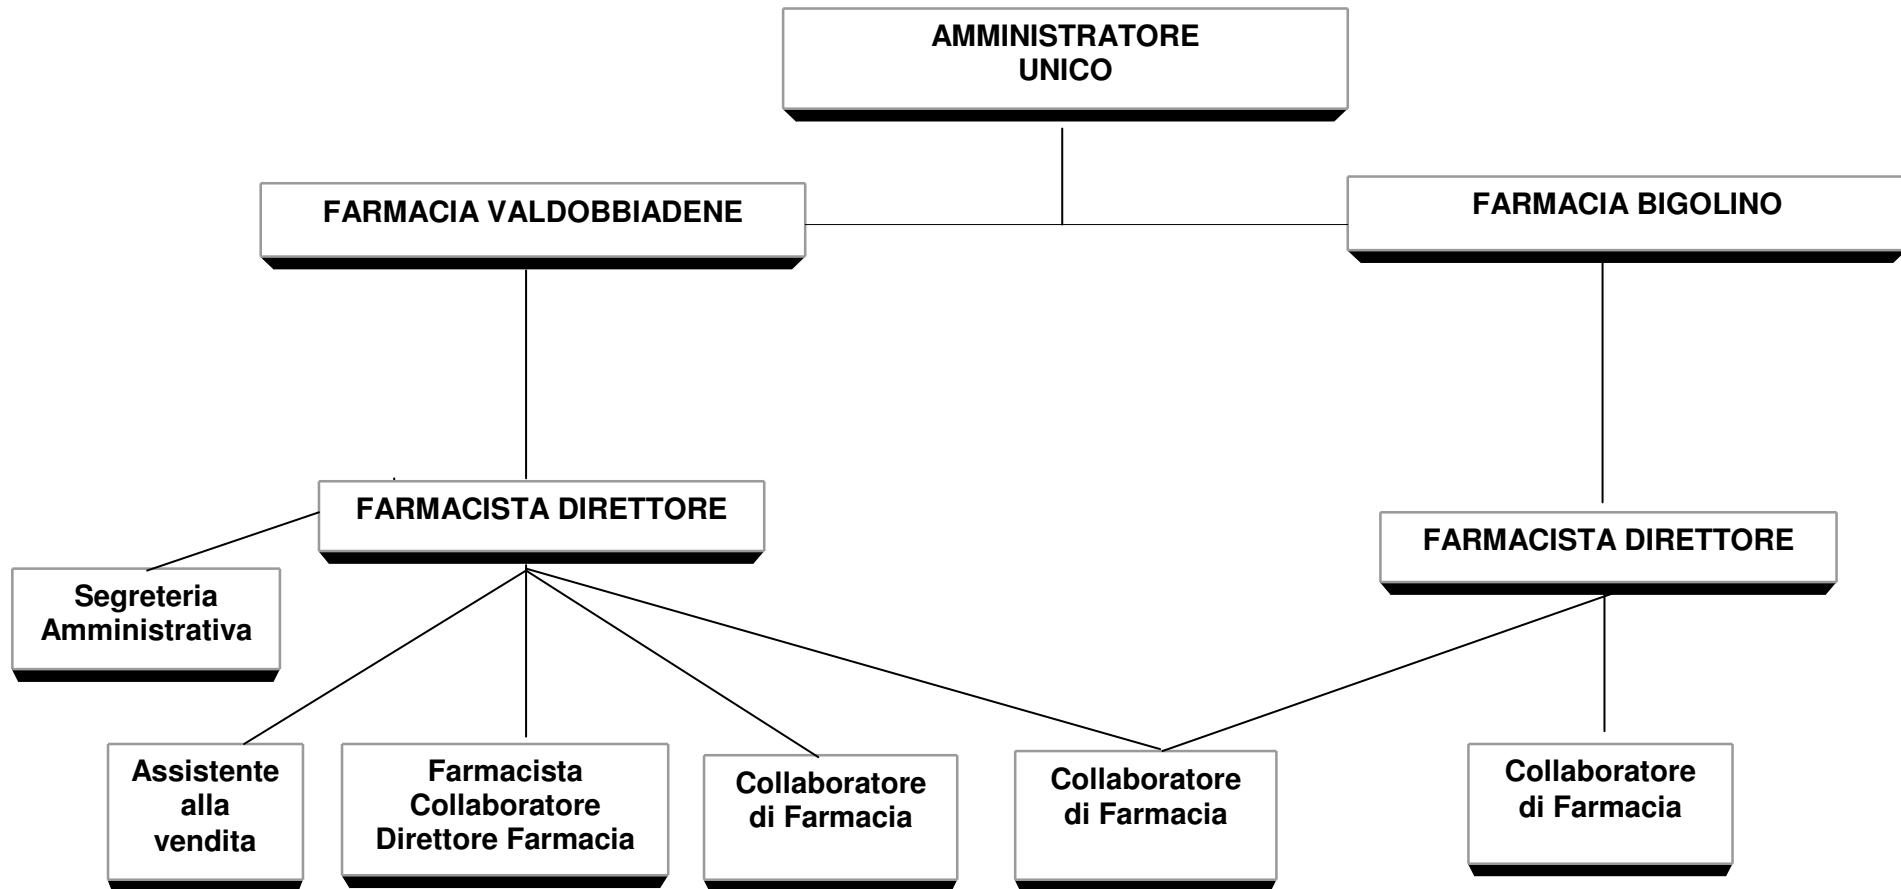 AMMINISTRATORE
UNICO
FARMACIA VALDOBBIADENE
FARMACIA BIGOLINO
FARMACISTA DIRETTORE
FARMACISTA DIRETTORE
Segreteria
Amministrativa
Assistente
alla
vendita
Farmacista
Collaboratore
Direttore Farmacia
Collaboratore
di Farmacia
Collaboratore
di Farmacia
Collaboratore
di Farmacia